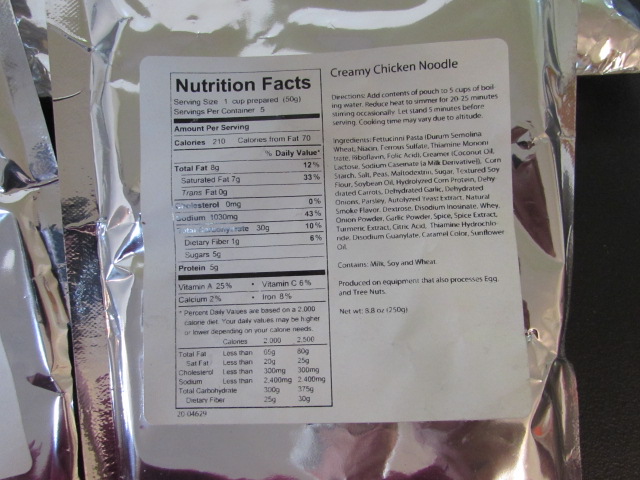 Nutrition Facts
Serving Size 1 cup prepared (50g)
Servings Per Container 5
Amount Per Serving
Calories 210 Calories from Fat 70
% Daily Value*
Total Fat 8g 12%
Saturated Fat 7g 33%
Trans Fat 0g
Cholesterol 0mg 0%
Sodium 1030mg 43%
Total Carbohydrate 30g 10%
Dietary Fiber 1g 6%
Sugars 5g
Protein 5g
Vitamin A 25% • Vitamin C 6%
Calcium 2% • Iron 8%
* Percent Daily Values are based on a 2,000
calorie diet. Your daily values may be higher
or lower depending on your calorie needs.
Calories 2,000 2,500
Total Fat Less than 65g 80g
Sat Fat Less than 20g 25g
Cholesterol Less than 300mg 300mg
Sodium Less than 2,400mg 2,400mg
Total Carbohydrate 300g 375g
Dietary Fiber 25g 30g
20-04629
Creamy Chicken Noodle
Directions: Add contents of pouch to 5 cups of boil-
ing water. Reduce heat to simmer for 20-25 minutes
stirring occasionally. Let stand 5 minutes before
serving. Cooking time may vary due to altitude.
Ingredients: Fettuccini Pasta (Durum Semolina
Wheat, Niacin, Ferrous Sulfate, Thiamine Mononi
trate, Riboflavin, Folic Acid), Creamer (Coconut Oil,
Lactose, Sodium Caseinate (a Milk Derivative)), Corn
Starch, Salt, Peas, Maltodextrin, Sugar, Textured Soy
Flour, Soybean Oil, Hydrolyzed Corn Protein, Dehy
drated Carrots, Dehydrated Garlic, Dehydrated
Onions, Parsley, Autolyzed Yeast Extract, Natural
Smoke Flavor, Dextrose, Disodium Inosinate, Whey,
Onion Powder, Garlic Powder, Spice, Spice Extract,
Turmeric Extract, Citric Acid, Thiamine Hydrochlo-
ride, Disodium Guanylate, Caramel Color, Sunflower
Oil.
Contains: Milk, Soy and Wheat.
Produced on equipment that also processes Egg,
and Tree Nuts.
Net wt: 8.8 oz (250g)